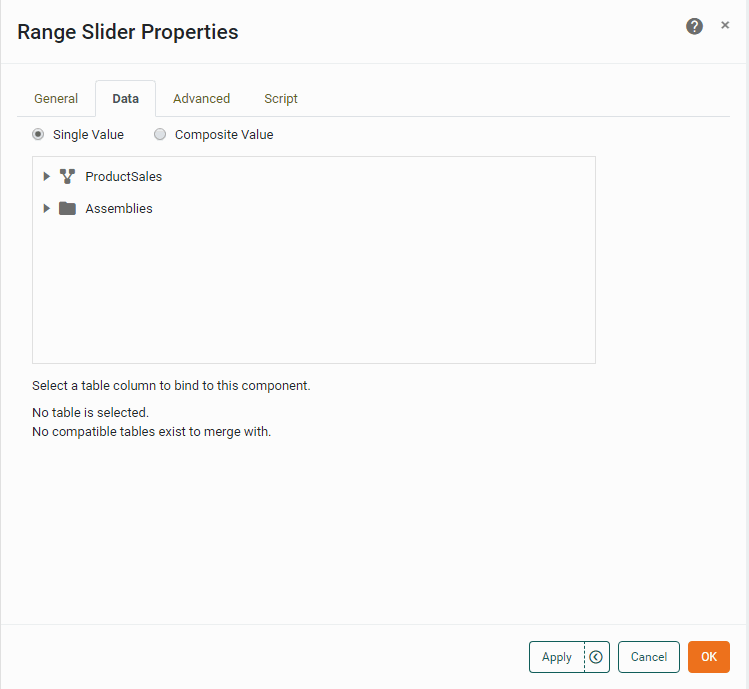 Range Slider Properties
General Data Advanced Script
Single Value Composite Value
ProductSales
Assemblies
Select a table column to bind to this component.
No table is selected.
No compatible tables exist to merge with.
Apply Cancel OK